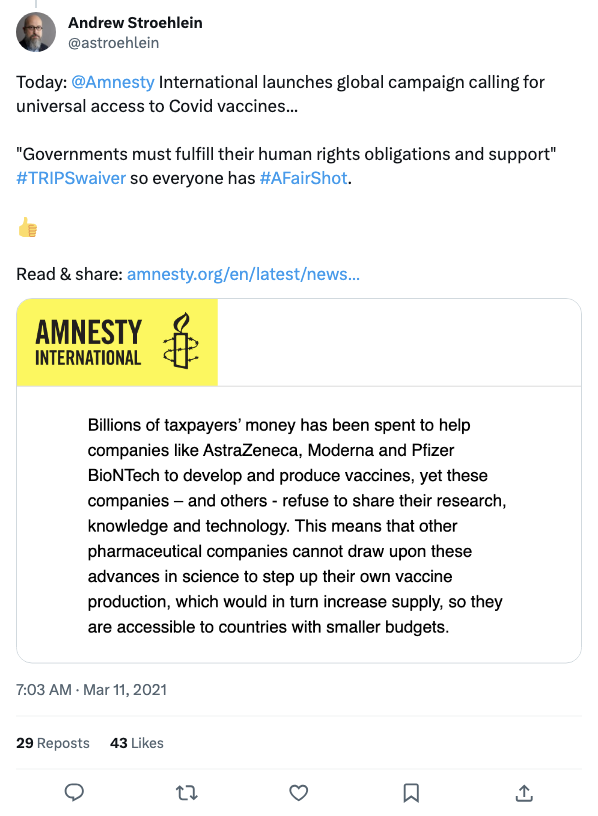 Andrew Stroehlein
@astroehlein
Today: @Amnesty International launches global campaign calling for
universal access to Covid vaccines...
"Governments must fulfill their human rights obligations and support"
#TRIPSwaiver so everyone has #AFairShot.
👍
Read & share: amnesty.org/en/latest/news...
AMNESTY
INTERNATIONAL
Billions of taxpayers’ money has been spent to help
companies like AstraZeneca, Moderna and Pfizer
BioNTech to develop and produce vaccines, yet these
companies – and others - refuse to share their research,
knowledge and technology. This means that other
pharmaceutical companies cannot draw upon these
advances in science to step up their own vaccine
production, which would in turn increase supply, so they
are accessible to countries with smaller budgets.
7:03 AM · Mar 11, 2021
29 Reposts 43 Likes